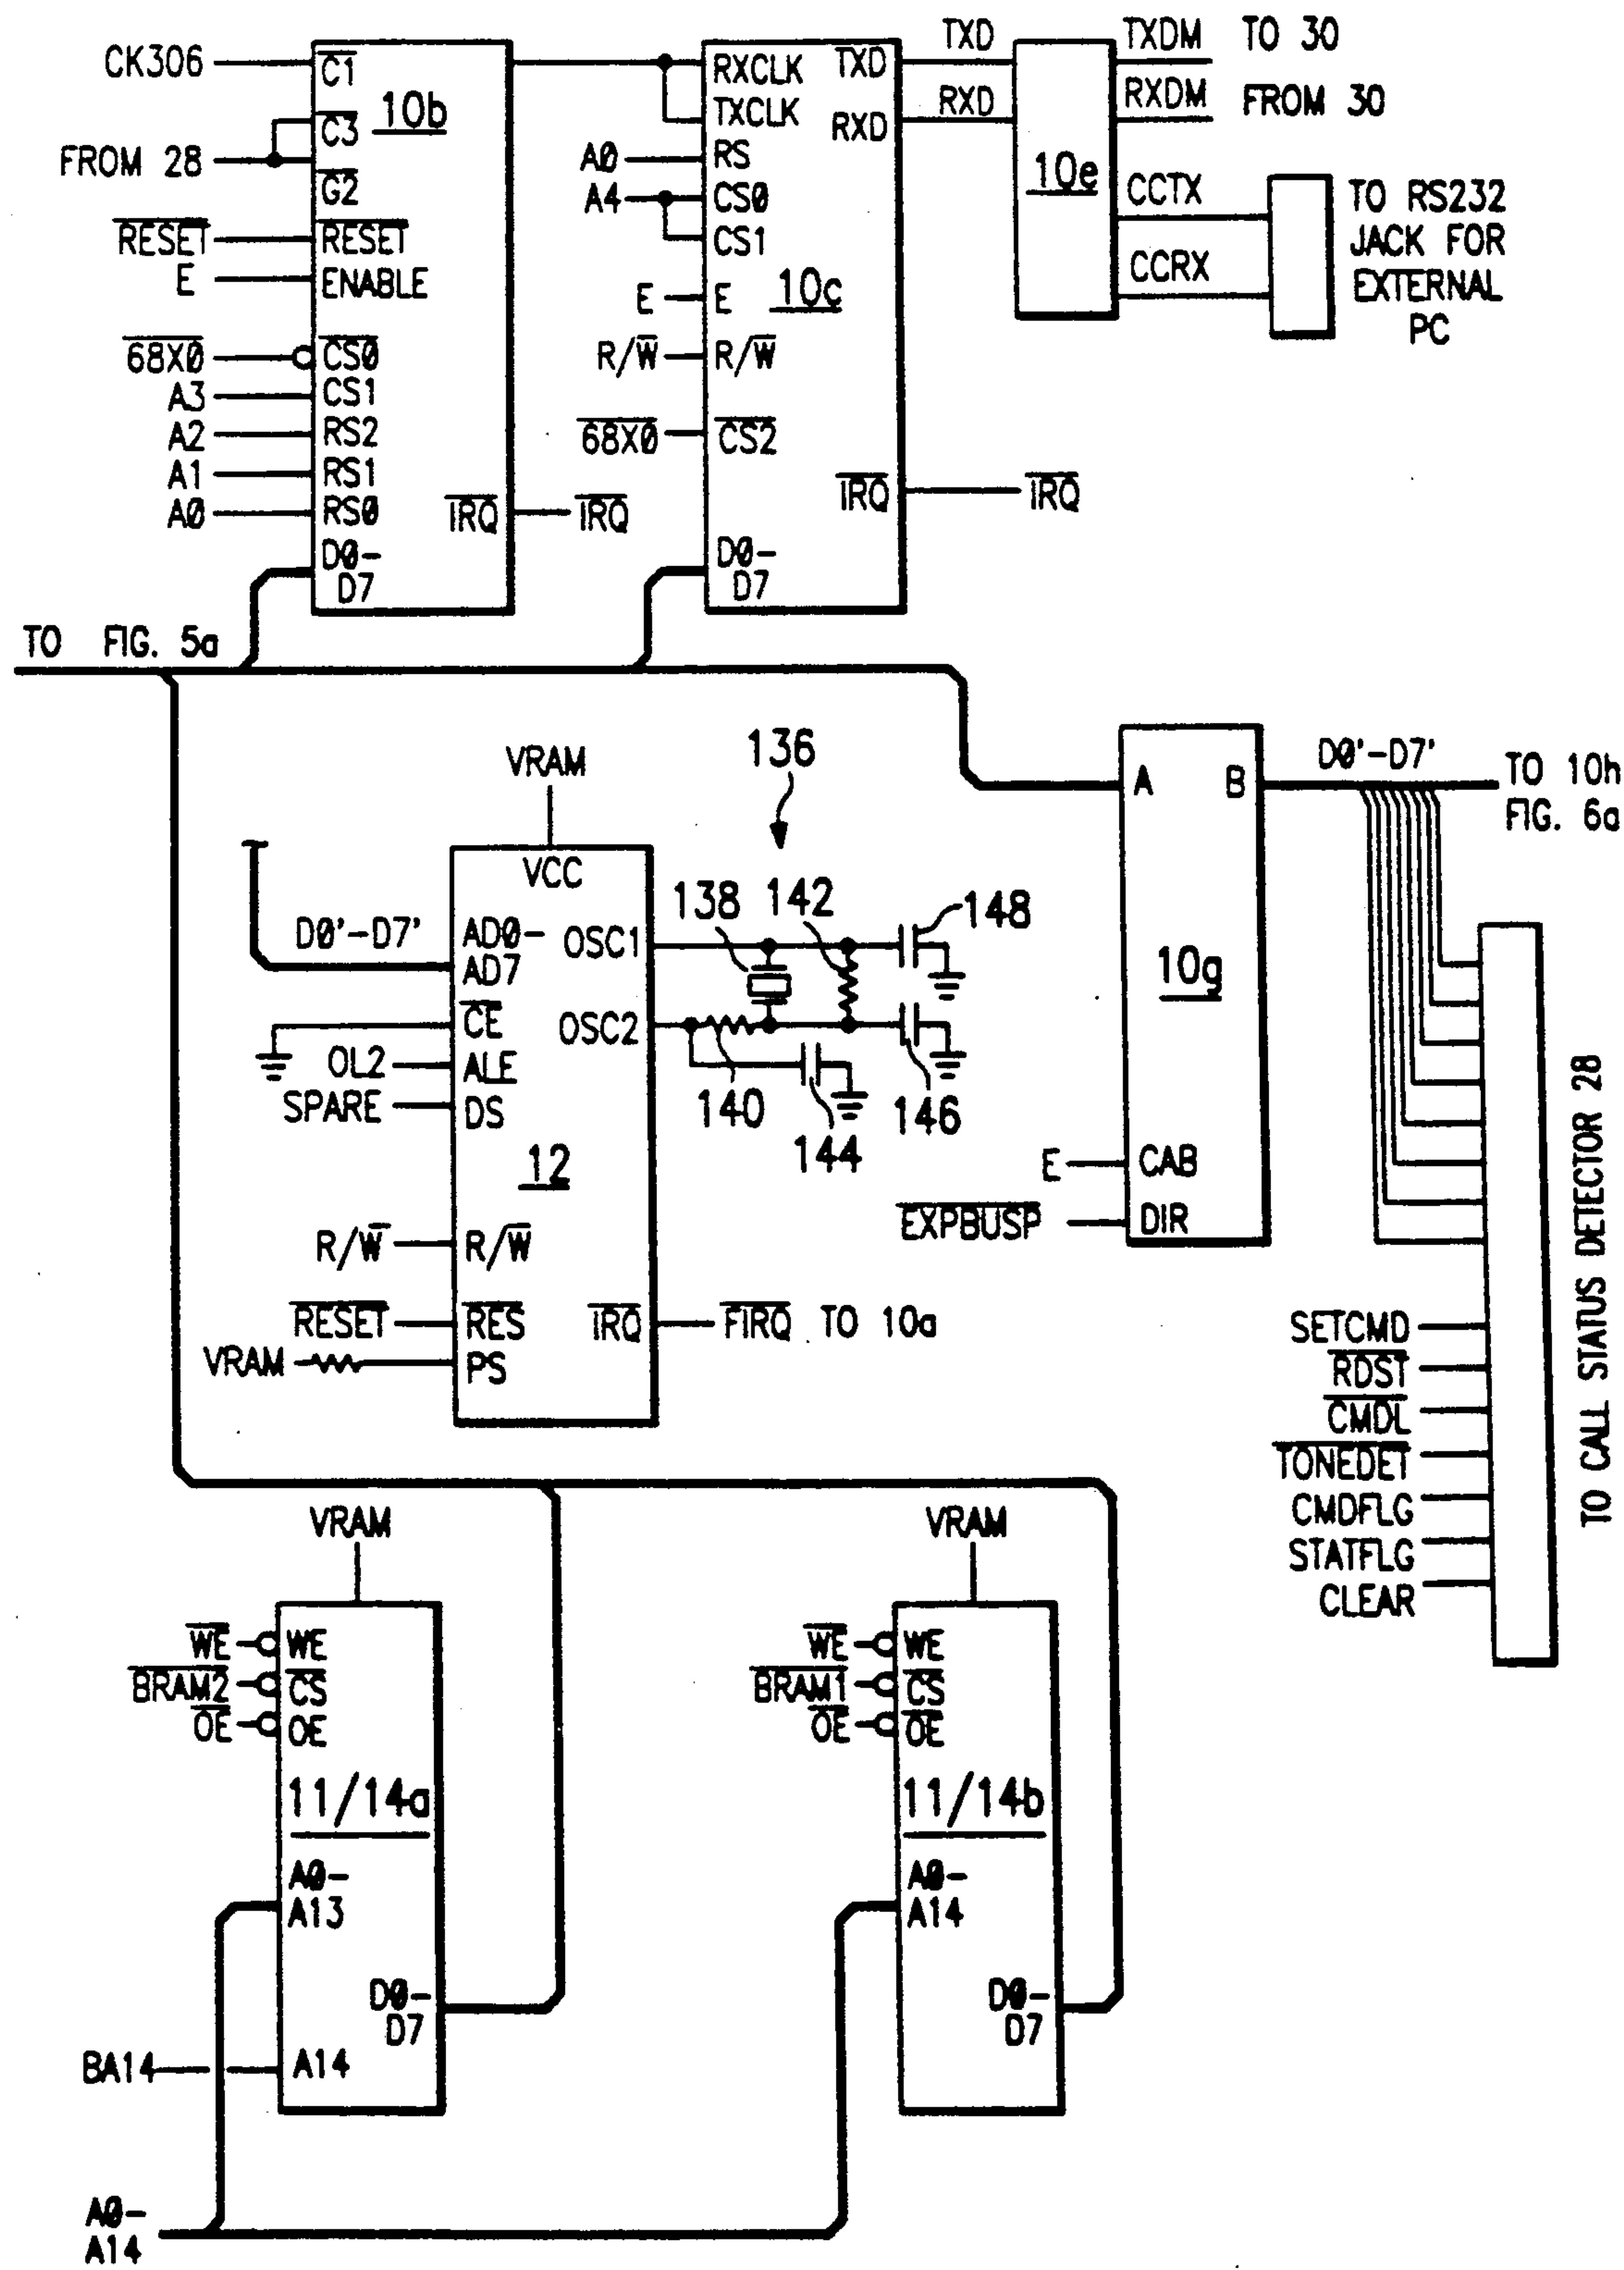 CK306
C1
10b
C3
FROM 28
G2
RESET
RESET
E
ENABLE
68X0
CS0
A3
CS1
A2
RS2
A1
RS1
A0
RS0
IRQ
IRQ
D0-
D7
RXCLK
TXCLK
A0
RS
A4
CS0
CS1
E
E
10c
R/W
R/W
68X0
CS2
IRQ
IRQ
D0-
D7
TXD
RXD
TXD
RXD
10e
TXDM
TO 30
RXDM
FROM 30
CCTX
CCRX
TO RS232
JACK FOR
EXTERNAL
PC
TO FIG. 5a
VRAM
VCC
136
D0'-D7'
AD0-
AD7
OSC1
138
142
148
CE
OSC2
OL2
ALE
SPARE
DS
140
144
146
12
R/W
R/W
RESET
RES
IRQ
FIRQ TO 10a
VRAM
PS
A
B
10g
E
CAB
EXPBUSP
DIR
D0'-D7'
TO 10h
FIG. 6a
SETCMD
RDST
CMDL
TONEDET
CMDFLG
STATFLG
CLEAR
TO CALL STATUS DETECTOR 28
VRAM
WE
WE
BRAM2
CS
OE
OE
11/14a
A0-
A13
D0-
D7
BA14
A14
VRAM
WE
WE
BRAM1
CS
OE
OE
11/14b
A0-
A14
D0-
D7
A0-
A14